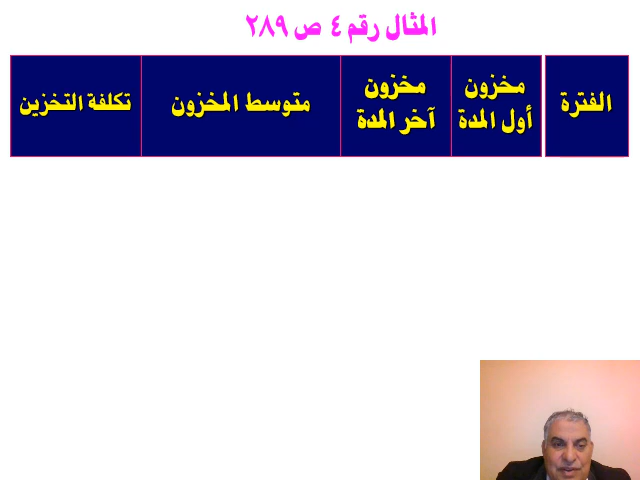 المثال رقم ٤ ص ٢٨٩
الفترة
مخزون
أول المدة
مخزون
آخر المدة
متوسط المخزون
تكلفة التخزين